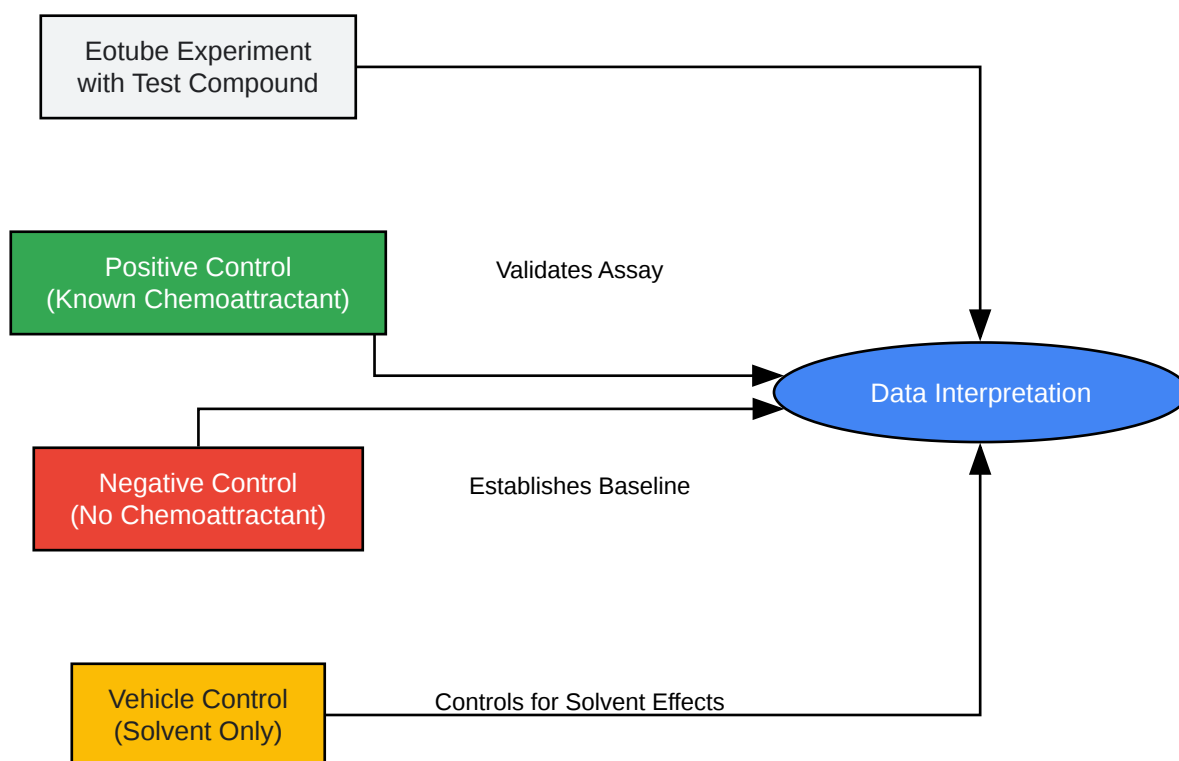 Eotube Experiment
with Test Compound
Positive Control
(Known Chemoattractant)
Validates Assay
Data Interpretation
Negative Control
(No Chemoattractant)
Establishes Baseline
Vehicle Control
(Solvent Only)
Controls for Solvent Effects